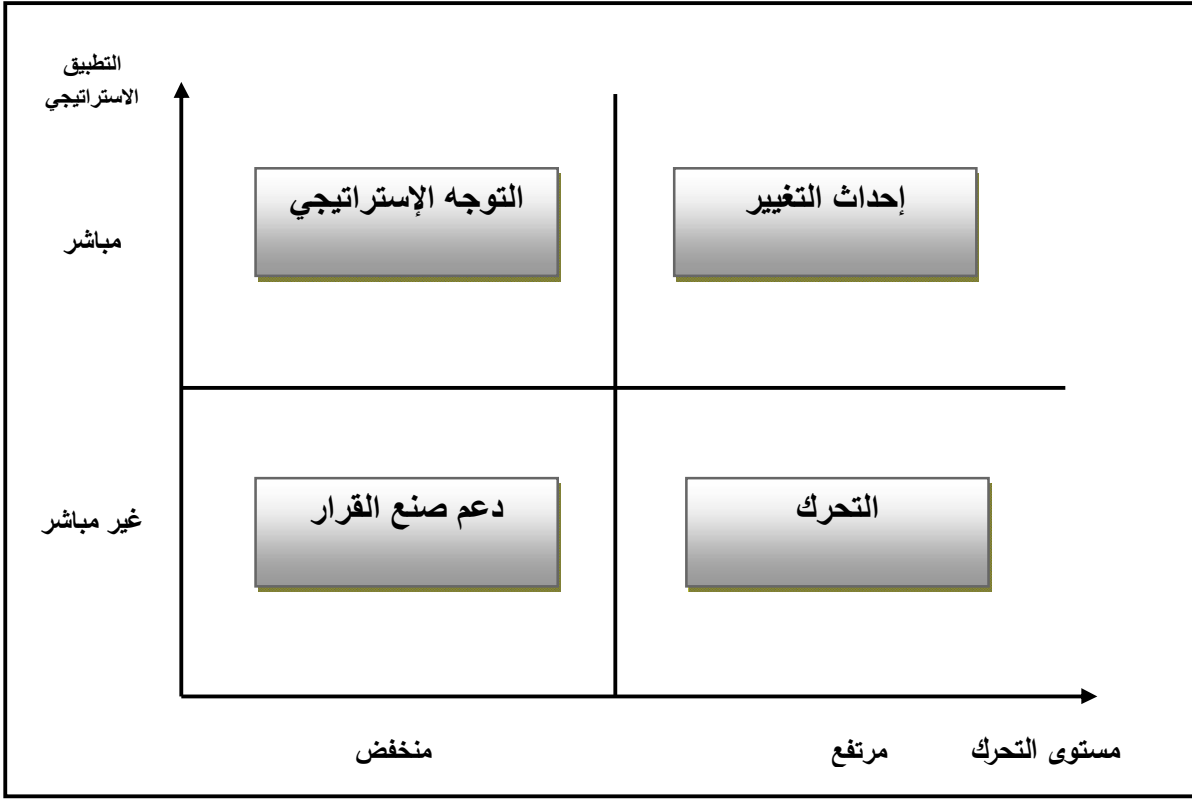 التطبيق
الاستراتيجي
إحداث التغيير
التوجه الإستراتيجي
مباشر
التحرك
دعم صنع القرار
غير مباشر
منخفض
مرتفع
مستوى التحرك